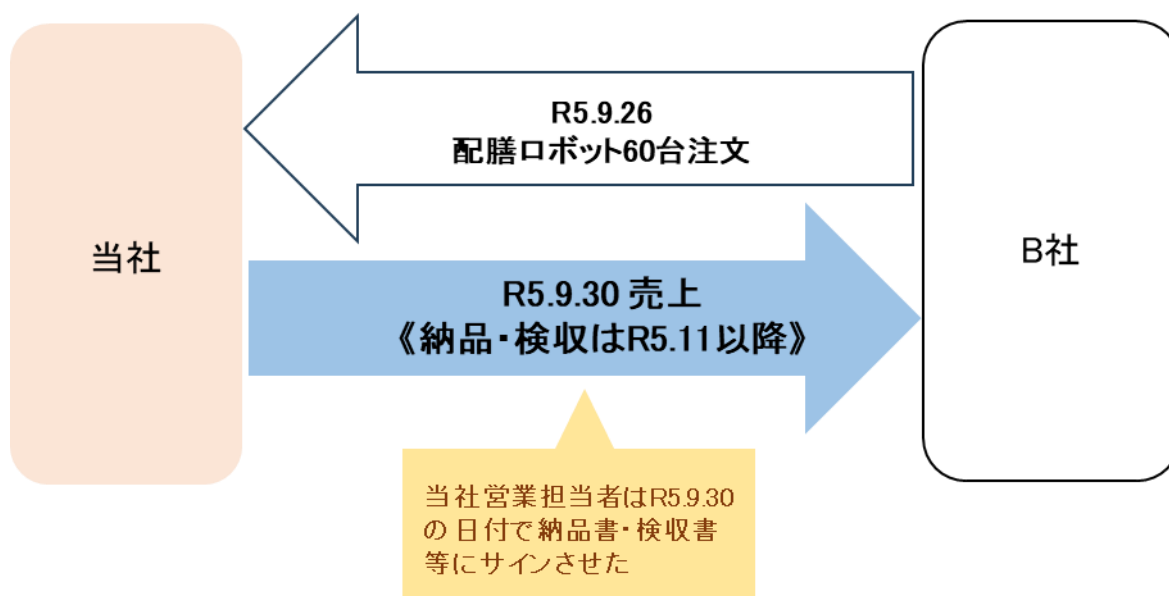 当社
R5.9.26
配膳ロボット60台注文
B社
R5.9.30 売上
《納品・検収はR5.11以降》
当社営業担当者はR5.9.30
の日付で納品書・検収書
等にサインさせた